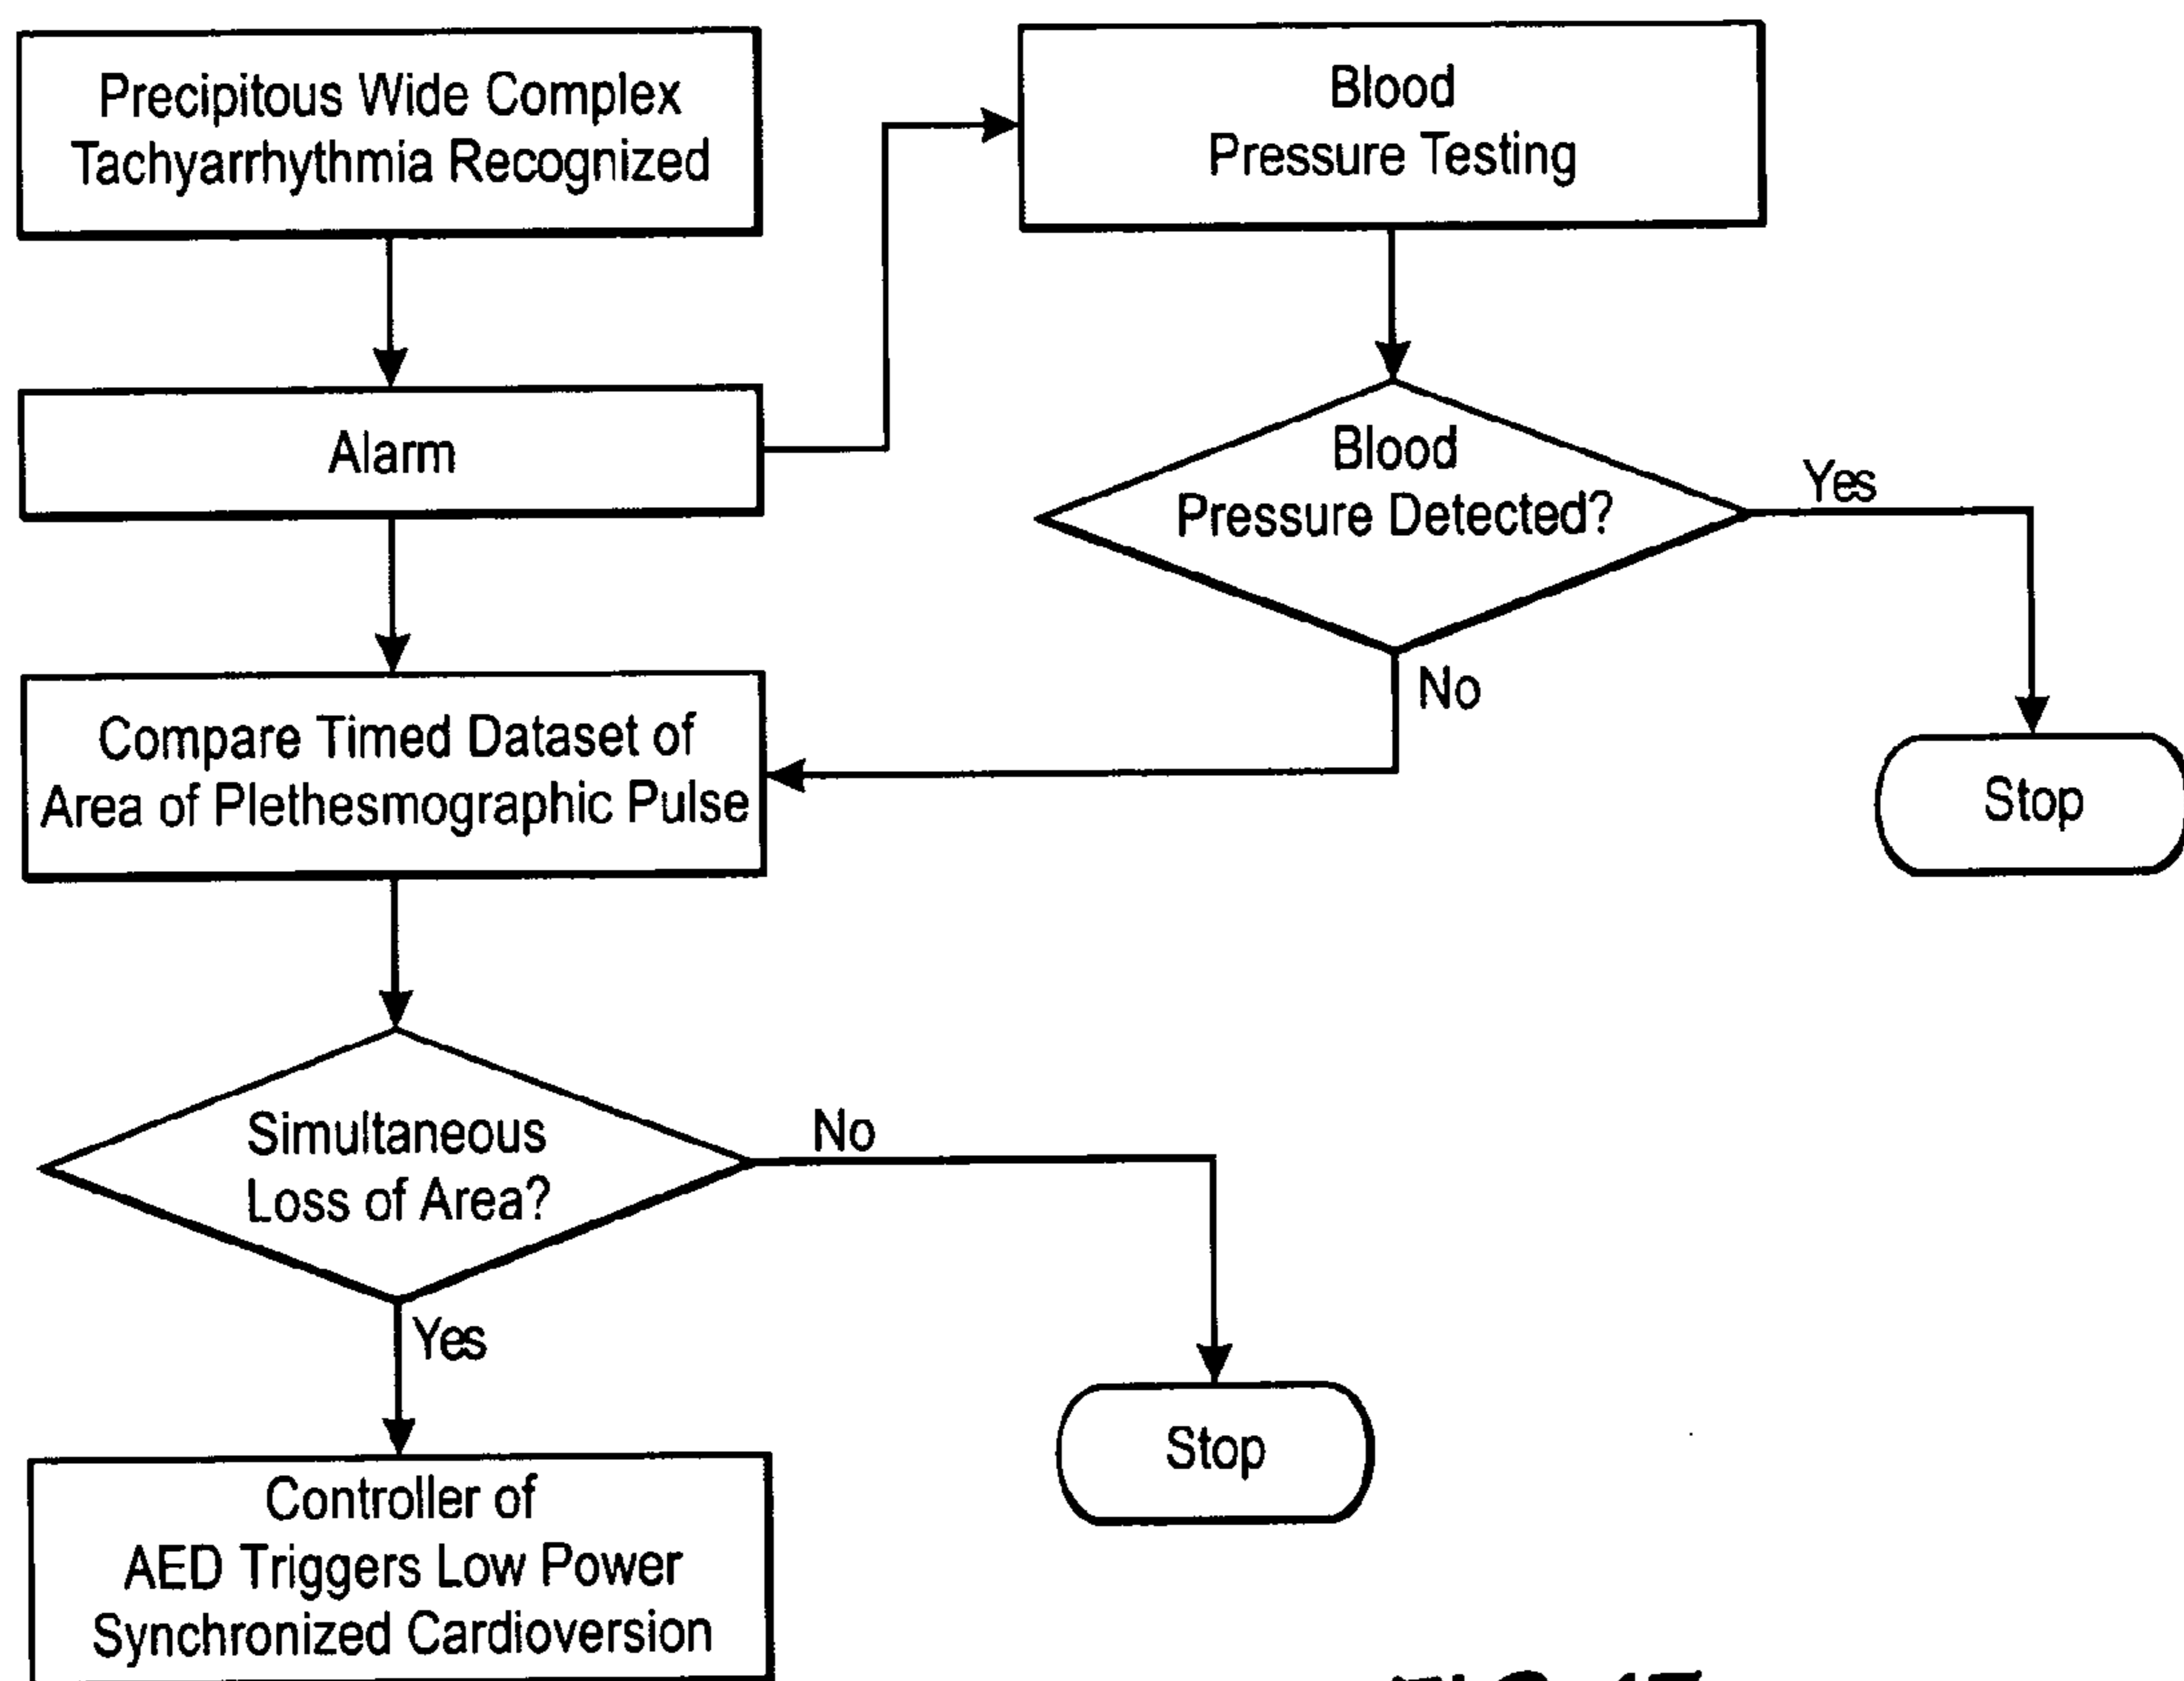 Precipitous Wide Complex
Tachyarrhythmia Recognized
Blood
Pressure Testing
Alarm
Blood
Pressure Detected?
Yes
No
Compare Timed Dataset of
Area of Plethesmographic Pulse
Stop
Simultaneous
Loss of Area?
No
Yes
Stop
Controller of
AED Triggers Low Power
Synchronized Cardioversion